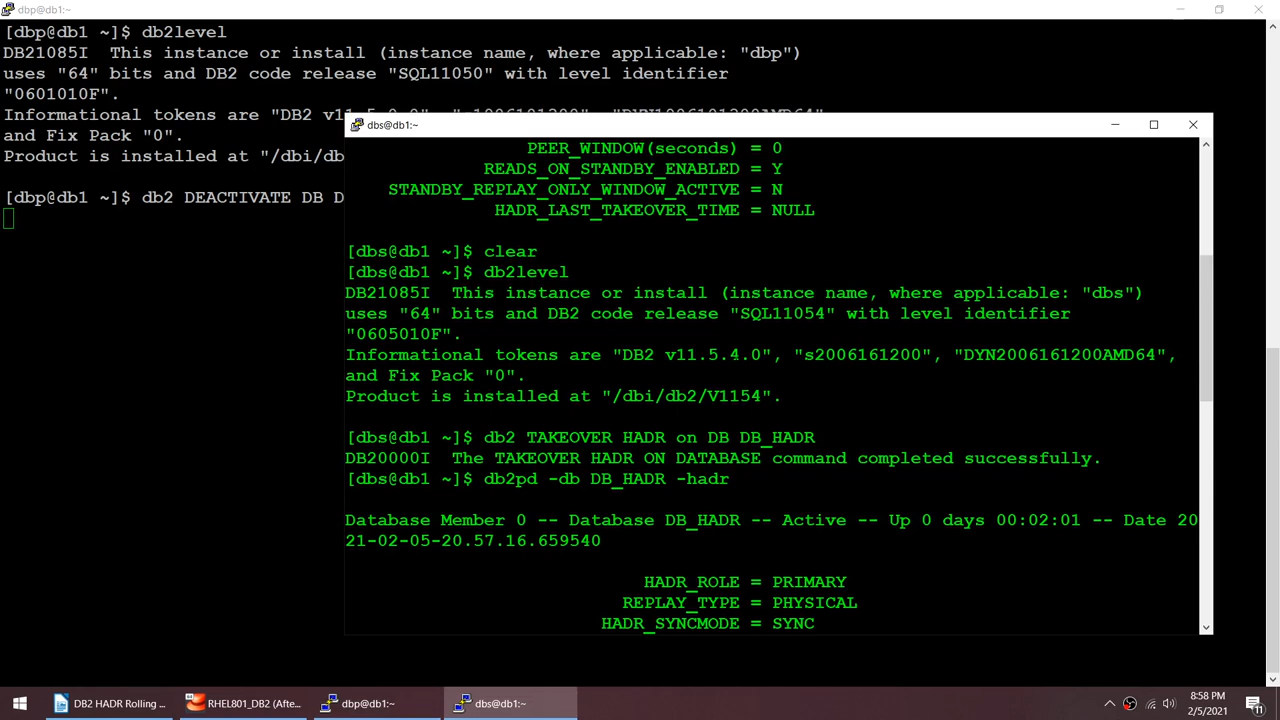 dbp@db1:~
[dbp@db1 ~]$ db2level
DB21085I  This instance or install (instance name, where applicable: "dbp")
uses "64" bits and DB2 code release "SQL11050" with level identifier
"0601010F".
Informational tokens are "DB2 v11.5.0.0", "s1906101300", "DYN1906101300AMD64",
and Fix Pack "0".
Product is installed at "/dbi/db
[dbp@db1 ~]$ db2 DEACTIVATE DB D
dbs@db1:~
PEER_WINDOW(seconds) = 0
READS_ON_STANDBY_ENABLED = Y
STANDBY_REPLAY_ONLY_WINDOW_ACTIVE = N
HADR_LAST_TAKEOVER_TIME = NULL
[dbs@db1 ~]$ clear
[dbs@db1 ~]$ db2level
DB21085I  This instance or install (instance name, where applicable: "dbs")
uses "64" bits and DB2 code release "SQL11054" with level identifier
"0605010F".
Informational tokens are "DB2 v11.5.4.0", "s2006161200", "DYN2006161200AMD64",
and Fix Pack "0".
Product is installed at "/dbi/db2/V1154".
[dbs@db1 ~]$ db2 TAKEOVER HADR on DB DB_HADR
DB20000I  The TAKEOVER HADR ON DATABASE command completed successfully.
[dbs@db1 ~]$ db2pd -db DB_HADR -hadr
Database Member 0 -- Database DB_HADR -- Active -- Up 0 days 00:02:01 -- Date 20
21-02-05-20.57.16.659540
HADR_ROLE = PRIMARY
REPLAY_TYPE = PHYSICAL
HADR_SYNCMODE = SYNC
DB2 HADR Rolling ...
RHEL801_DB2 (Afte...
dbp@db1:~
dbs@db1:~
8:58 PM
2/5/2021
11